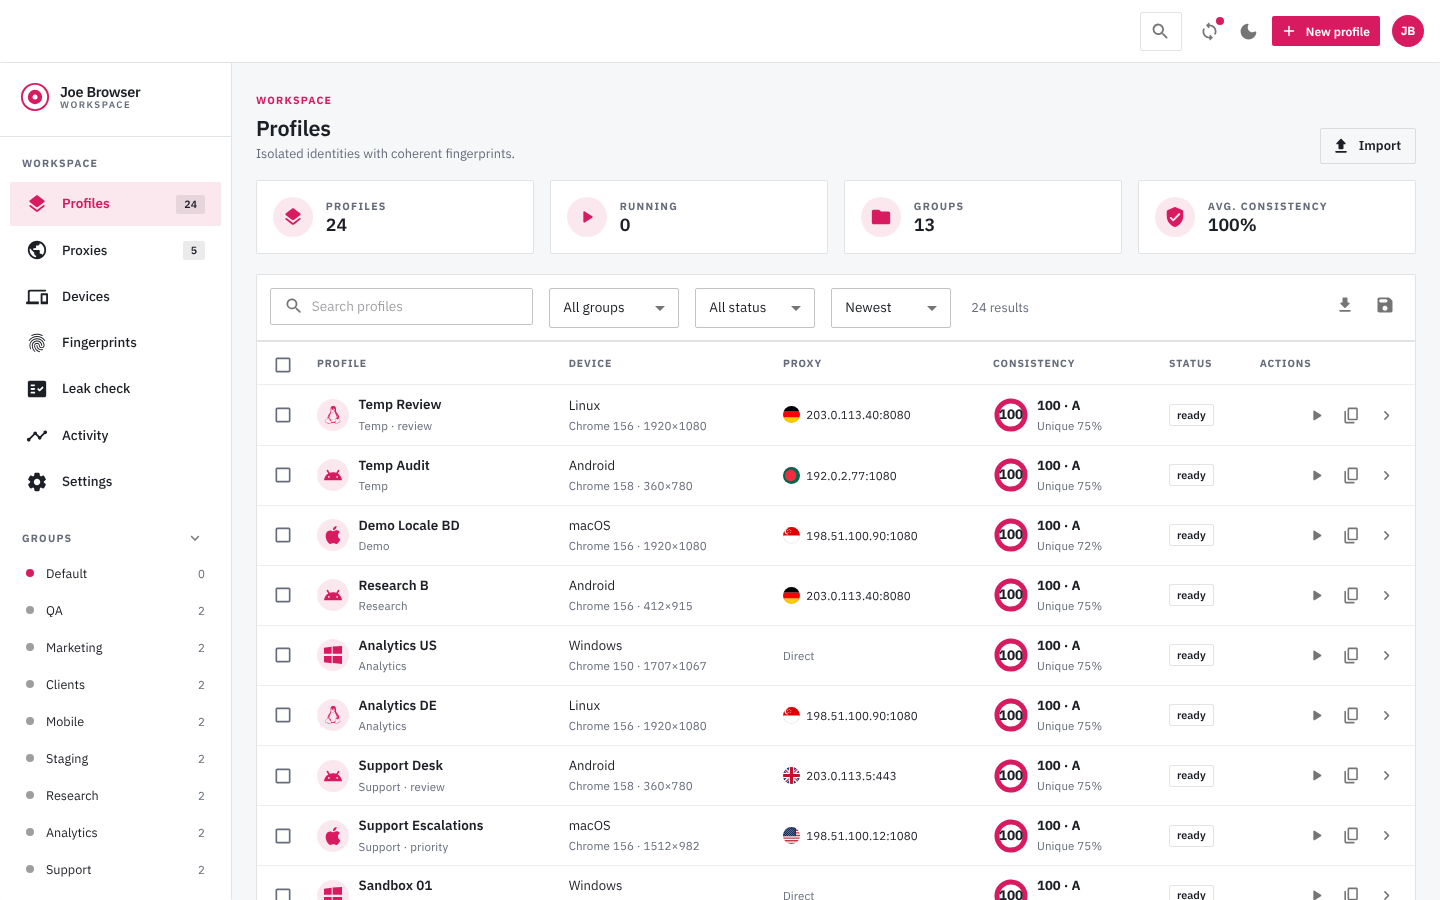 New profile
JB
Joe Browser
WORKSPACE
WORKSPACE
Profiles 24
Proxies 5
Devices
Fingerprints
Leak check
Activity
Settings
GROUPS
Default 0
QA 2
Marketing 2
Clients 2
Mobile 2
Staging 2
Research 2
Analytics 2
Support 2
WORKSPACE
Profiles
Isolated identities with coherent fingerprints.
Import
PROFILES
24
RUNNING
0
GROUPS
13
AVG. CONSISTENCY
100%
Search profiles
All groups
All status
Newest
24 results
PROFILE DEVICE PROXY CONSISTENCY STATUS ACTIONS
Temp Review
Temp · review
Linux
Chrome 156 · 1920×1080
203.0.113.40:8080
100
100 · A
Unique 75%
ready
Temp Audit
Temp
Android
Chrome 158 · 360×780
192.0.2.77:1080
100
100 · A
Unique 75%
ready
Demo Locale BD
Demo
macOS
Chrome 156 · 1920×1080
198.51.100.90:1080
100
100 · A
Unique 72%
ready
Research B
Research
Android
Chrome 156 · 412×915
203.0.113.40:8080
100
100 · A
Unique 75%
ready
Analytics US
Analytics
Windows
Chrome 150 · 1707×1067
Direct
100
100 · A
Unique 75%
ready
Analytics DE
Analytics
Linux
Chrome 156 · 1920×1080
198.51.100.90:1080
100
100 · A
Unique 75%
ready
Support Desk
Support · review
Android
Chrome 158 · 360×780
203.0.113.5:443
100
100 · A
Unique 75%
ready
Support Escalations
Support · priority
macOS
Chrome 156 · 1512×982
198.51.100.12:1080
100
100 · A
Unique 75%
ready
Sandbox 01
Windows
Direct
100
100 · A
ready